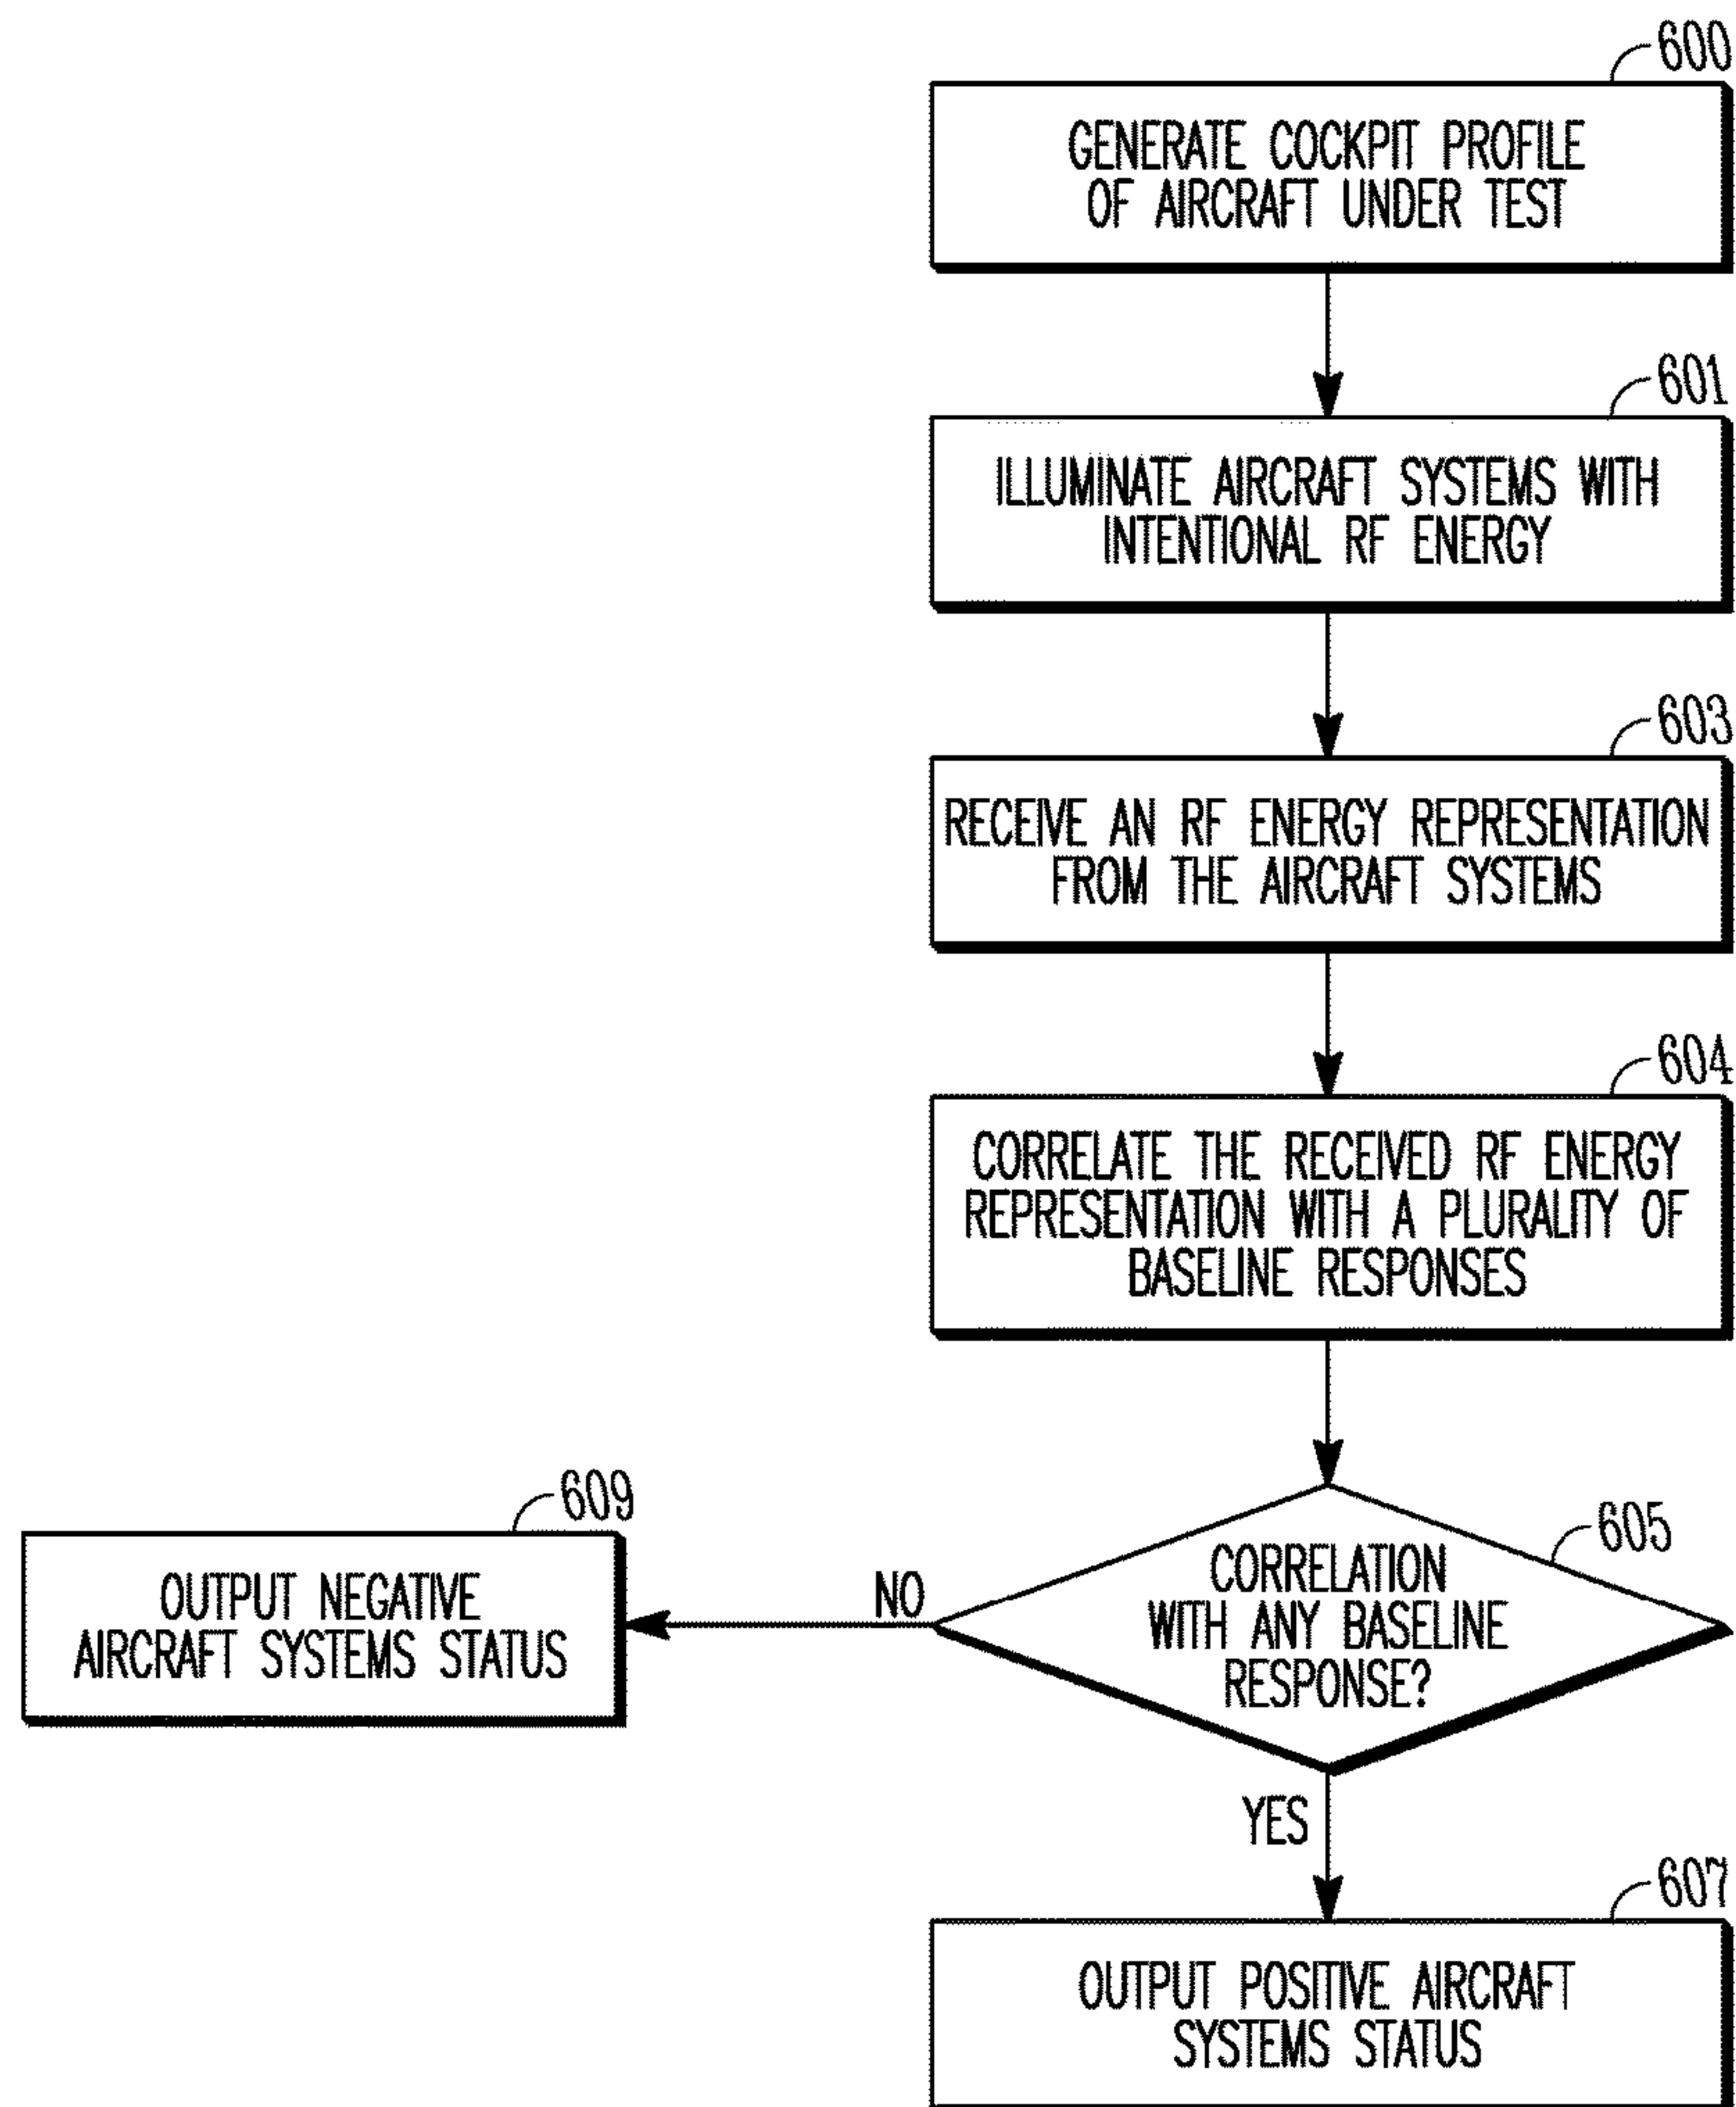 600
GENERATE COCKPIT PROFILE
OF AIRCRAFT UNDER TEST
601
ILLUMINATE AIRCRAFT SYSTEMS WITH
INTENTIONAL RF ENERGY
603
RECEIVE AN RF ENERGY REPRESENTATION
FROM THE AIRCRAFT SYSTEMS
604
CORRELATE THE RECEIVED RF ENERGY
REPRESENTATION WITH A PLURALITY OF
BASELINE RESPONSES
605
CORRELATION
WITH ANY BASELINE
RESPONSE?
NO
609
OUTPUT NEGATIVE
AIRCRAFT SYSTEMS STATUS
YES
607
OUTPUT POSITIVE AIRCRAFT
SYSTEMS STATUS